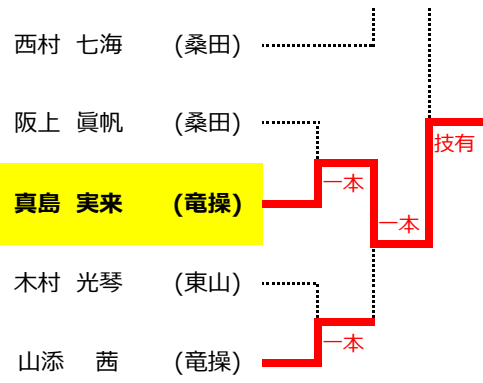 西村 七海 (桑田)
阪上 眞帆 (桑田)
技有
一本
真島 実来 (竜操)
一本
木村 光琴 (東山)
一本
山添 茜 (竜操)